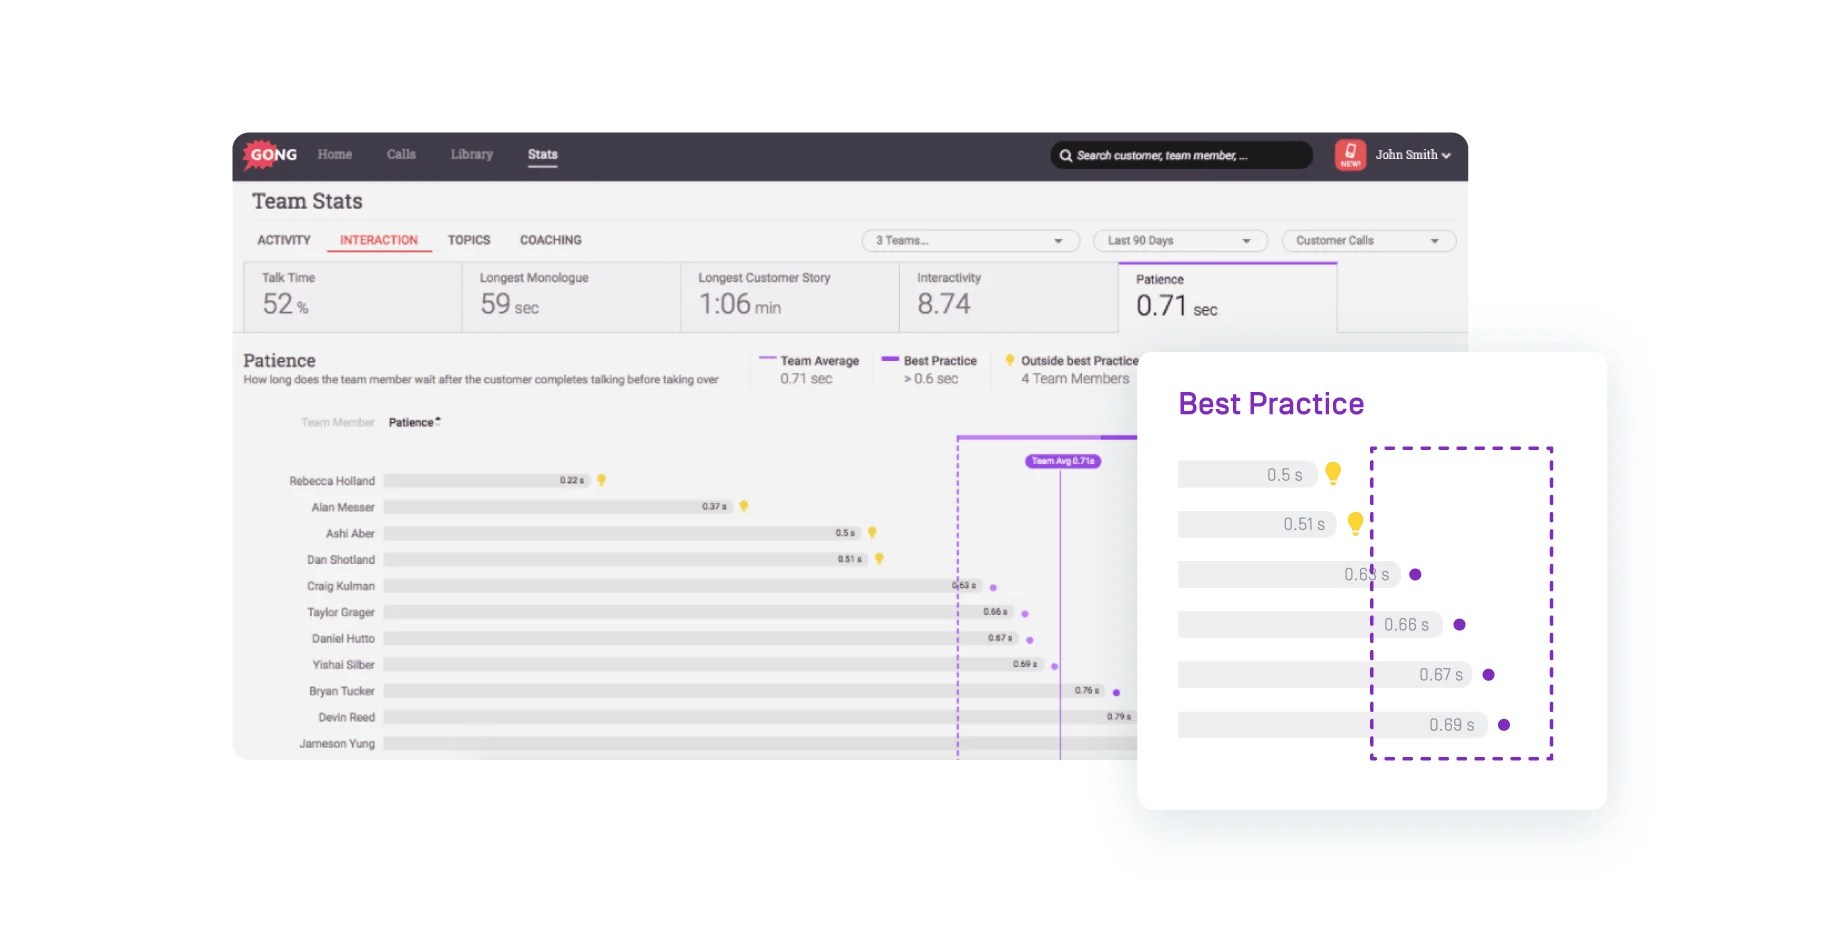 GONG Home Calls Library Stats Search customer, team member, ... NEW! John Smith
Team Stats
ACTIVITY INTERACTION TOPICS COACHING 3 Teams... Last 90 Days Customer Calls
Talk Time Longest Monologue Longest Customer Story Interactivity Patience
52 % 59 sec 1:06 min 8.74 0.71 sec
Patience Team Average Best Practice Outside best Practice
How long does the team member wait after the customer completes talking before taking over 0.71 sec > 0.6 sec 4 Team Members
Team Member Patience
Team Avg 0.71s
Rebecca Holland 0.22 s
Alan Messer 0.37 s
Ashi Aber 0.5 s
Dan Shotland 0.51 s
Craig Kulman 0.63 s
Taylor Grager 0.66 s
Daniel Hutto 0.67 s
Yishai Silber 0.69 s
Bryan Tucker 0.76 s
Devin Reed 0.79 s
Jameson Yung
Best Practice
0.5 s
0.51 s
0.63 s
0.66 s
0.67 s
0.69 s